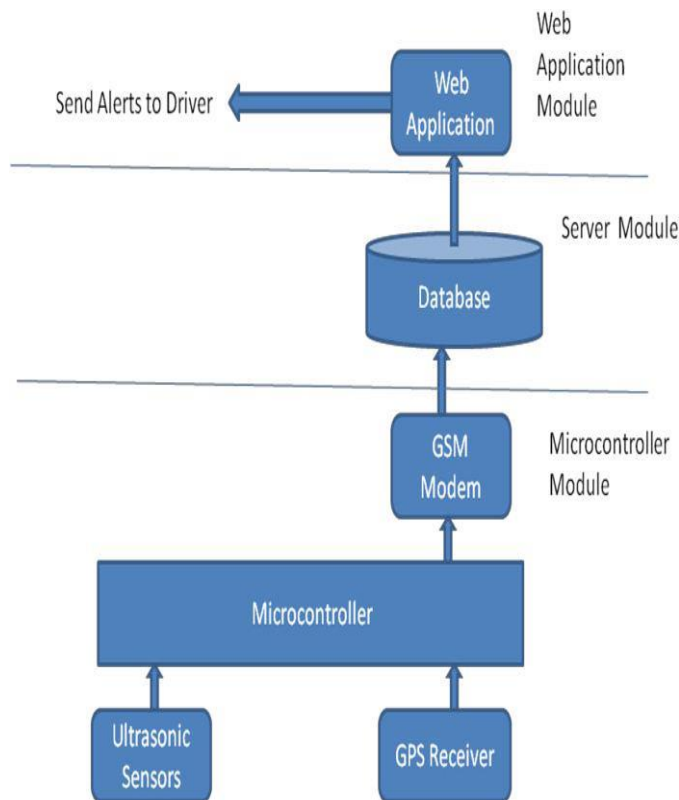 Web
Application
Module
Web
Application
Send Alerts to Driver
Server Module
Database
GSM
Modem
Microcontroller
Module
Microcontroller
Ultrasonic
Sensors
GPS Receiver